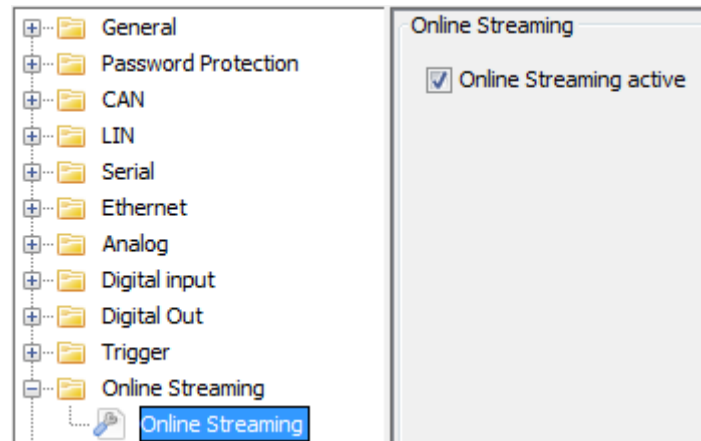 General
Password Protection
CAN
LIN
Serial
Ethernet
Analog
Digital input
Digital Out
Trigger
Online Streaming
Online Streaming
Online Streaming
Online Streaming active